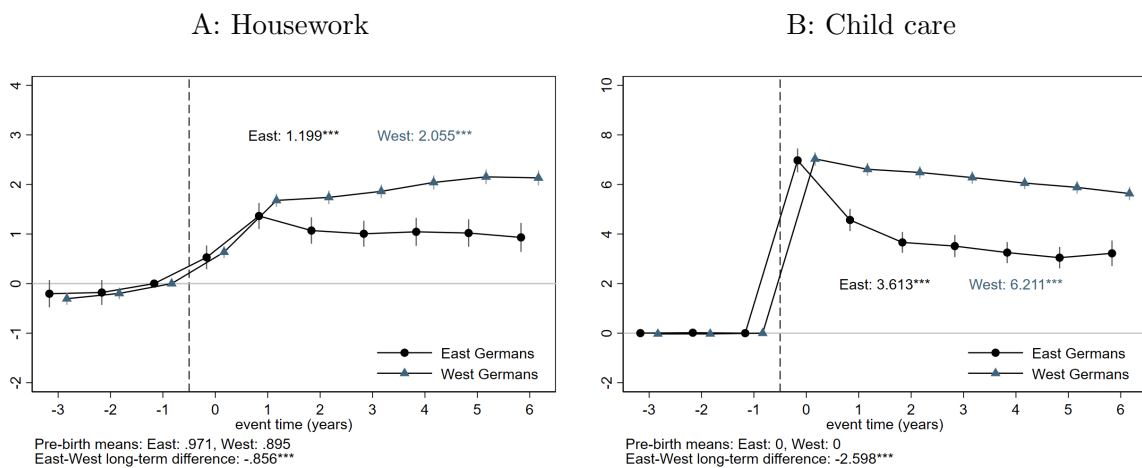 A: Housework
4
3
2
1
0
-1
-2
East: 1.199*** West: 2.055***
East Germans
West Germans
-3 -2 -1 0 1 2 3 4 5 6
event time (years)
Pre-birth means: East: .971, West: .895
East-West long-term difference: -.856***
B: Child care
10
8
6
4
2
0
-2
East: 3.613*** West: 6.211***
East Germans
West Germans
-3 -2 -1 0 1 2 3 4 5 6
event time (years)
Pre-birth means: East: 0, West: 0
East-West long-term difference: -2.598***